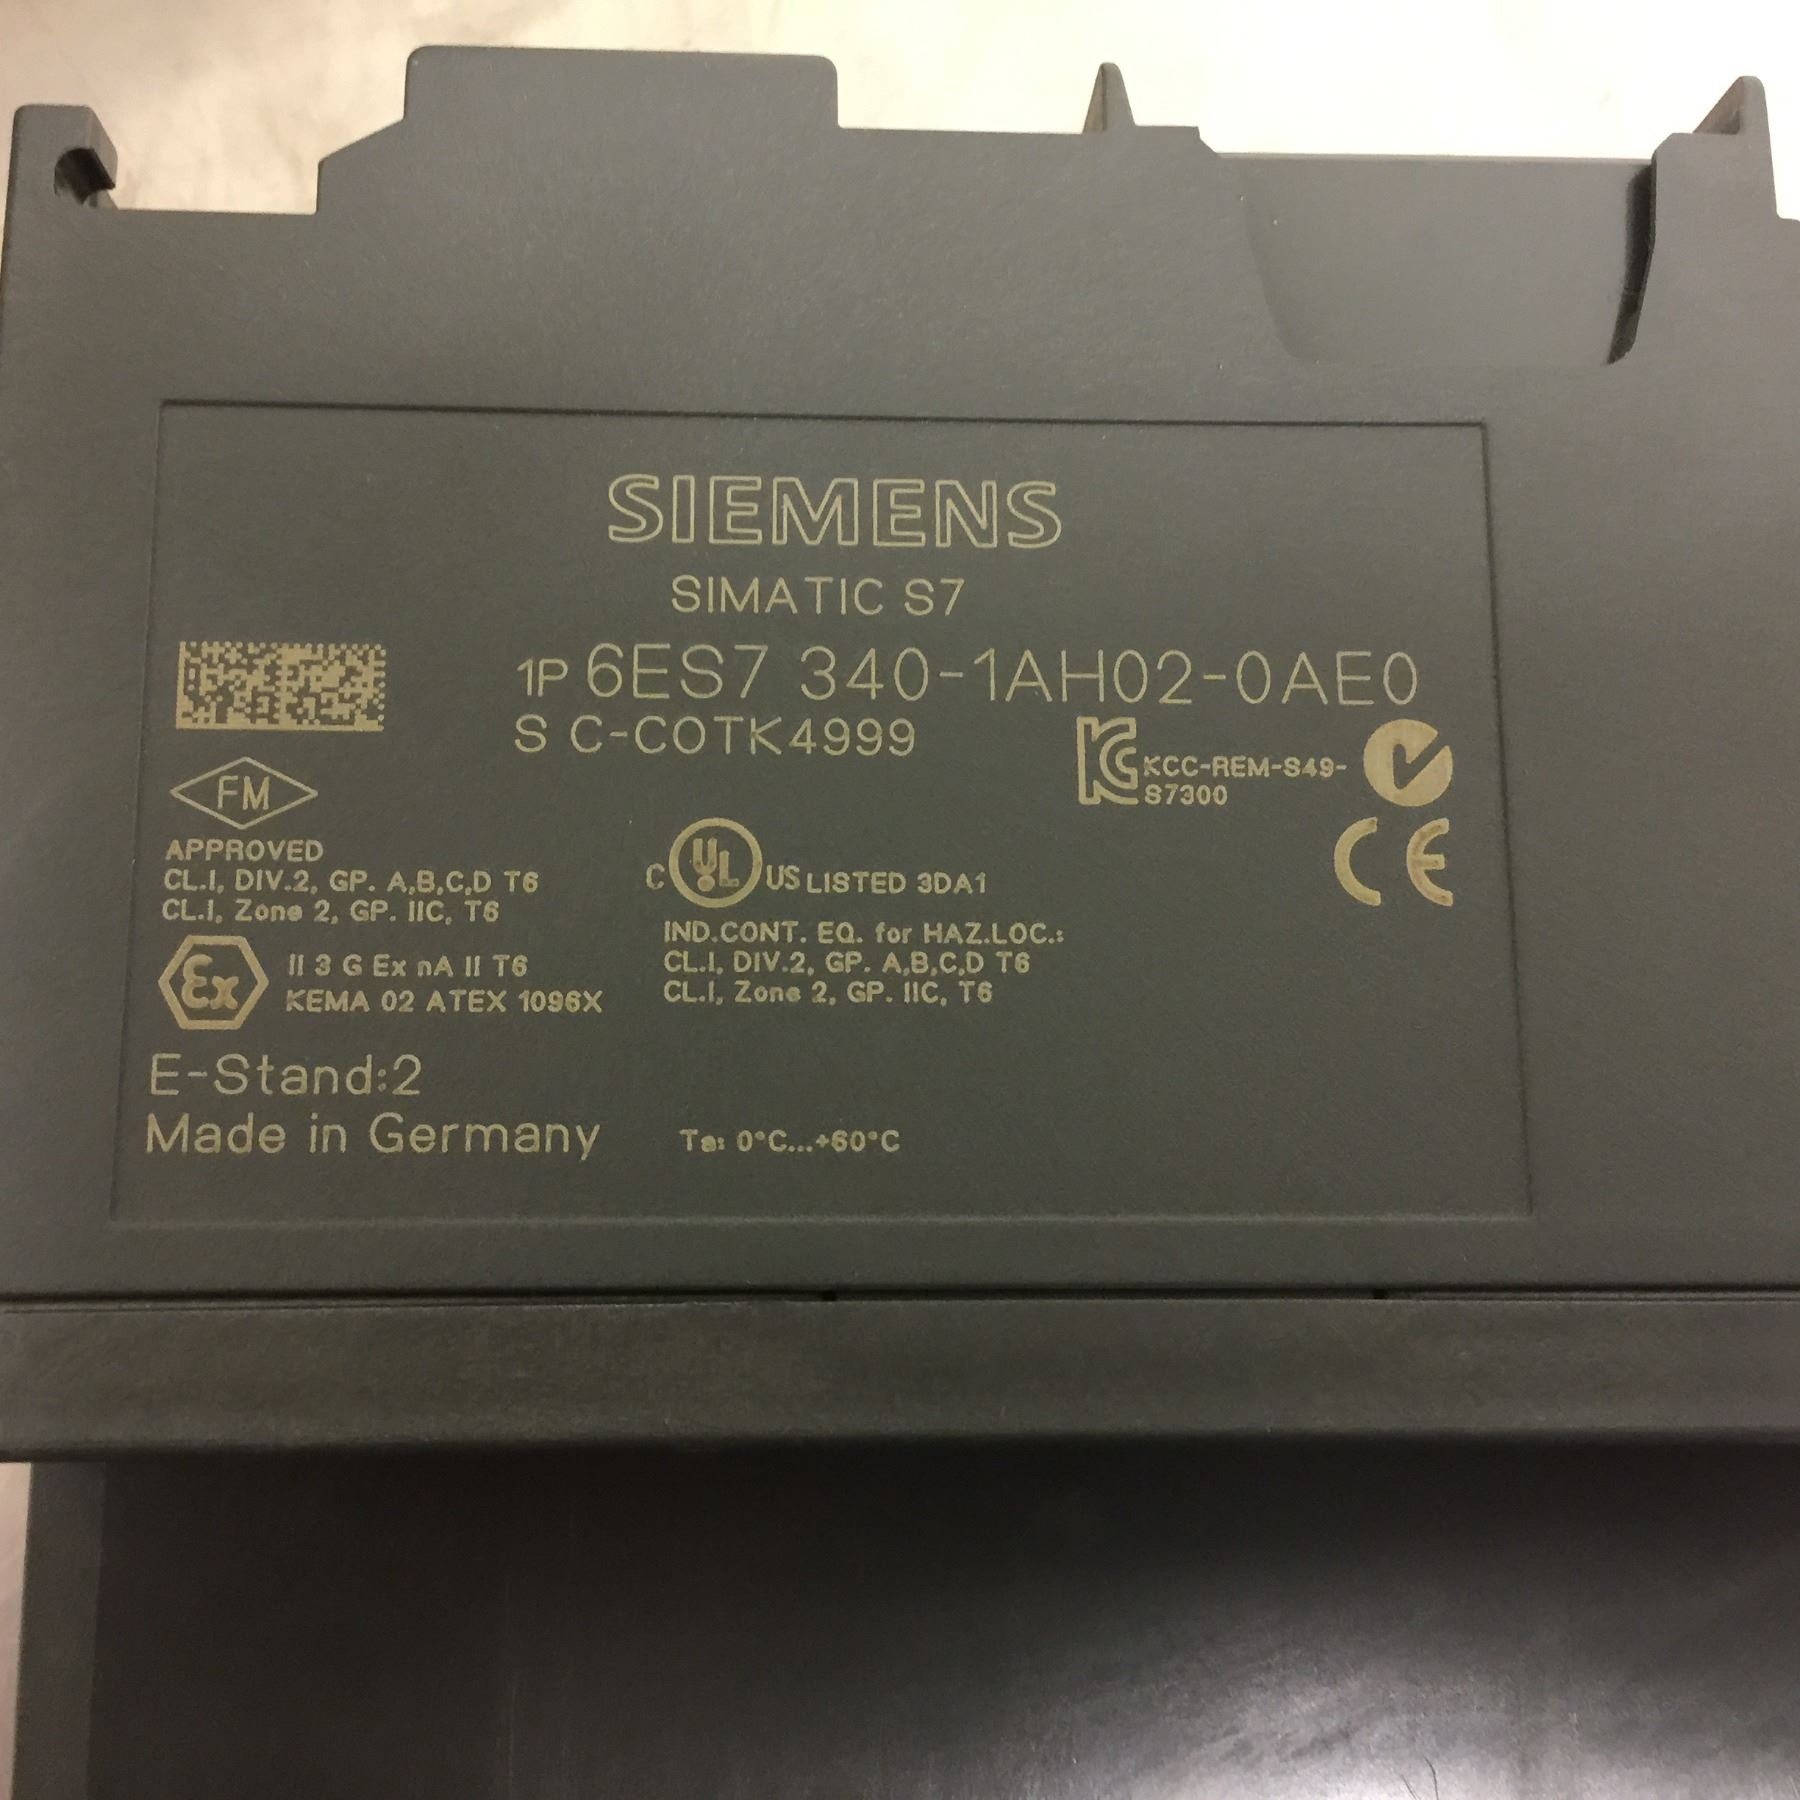 SIEMENS
SIMATIC S7
1P 6ES7 340-1AH02-0AE0
S C-COTK4999
KCC-REM-S49-
S7300
FM
APPROVED
CL.I, DIV.2, GP. A,B,C,D T6
CL.I, Zone 2, GP. IIC, T6
C UL US LISTED 3DA1
IND.CONT. EQ. for HAZ.LOC.:
CL.I, DIV.2, GP. A,B,C,D T6
CL.I, Zone 2, GP. IIC, T6
CE
Ex
II 3 G Ex nA II T6
KEMA 02 ATEX 1096X
E-Stand:2
Made in Germany
Ta: 0°C...+60°C